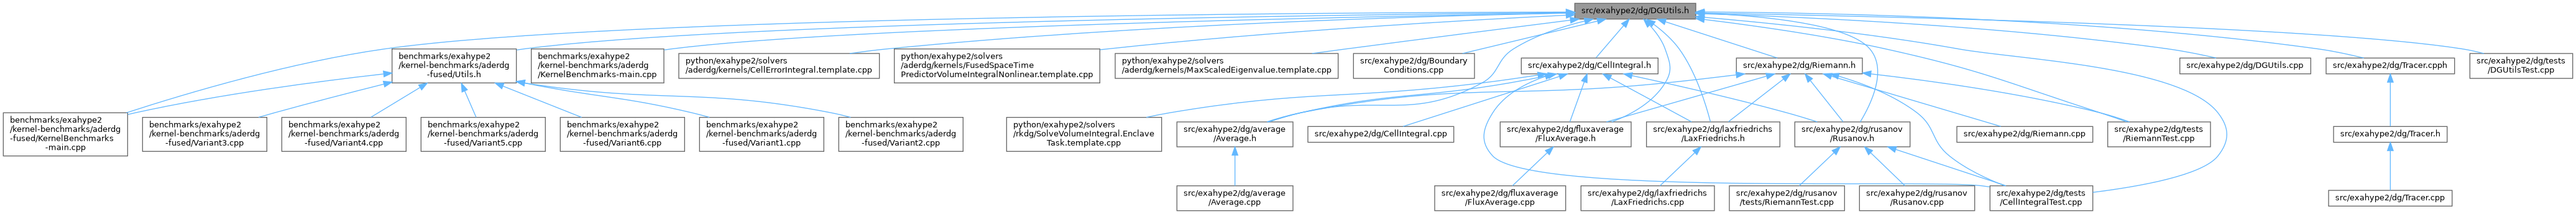 src/exahype2/dg/DGUtils.h
benchmarks/exahype2
/kernel-benchmarks/aderdg
-fused/Utils.h
benchmarks/exahype2
/kernel-benchmarks/aderdg
/KernelBenchmarks-main.cpp
python/exahype2/solvers
/aderdg/kernels/CellErrorIntegral.template.cpp
python/exahype2/solvers
/aderdg/kernels/FusedSpaceTime
PredictorVolumeIntegralNonlinear.template.cpp
python/exahype2/solvers
/aderdg/kernels/MaxScaledEigenvalue.template.cpp
src/exahype2/dg/Boundary
Conditions.cpp
src/exahype2/dg/CellIntegral.h
src/exahype2/dg/Riemann.h
src/exahype2/dg/DGUtils.cpp
src/exahype2/dg/Tracer.cpph
src/exahype2/dg/tests
/DGUtilsTest.cpp
benchmarks/exahype2
/kernel-benchmarks/aderdg
-fused/KernelBenchmarks
-main.cpp
benchmarks/exahype2
/kernel-benchmarks/aderdg
-fused/Variant3.cpp
benchmarks/exahype2
/kernel-benchmarks/aderdg
-fused/Variant4.cpp
benchmarks/exahype2
/kernel-benchmarks/aderdg
-fused/Variant5.cpp
benchmarks/exahype2
/kernel-benchmarks/aderdg
-fused/Variant6.cpp
benchmarks/exahype2
/kernel-benchmarks/aderdg
-fused/Variant1.cpp
benchmarks/exahype2
/kernel-benchmarks/aderdg
-fused/Variant2.cpp
python/exahype2/solvers
/rkdg/SolveVolumeIntegral.Enclave
Task.template.cpp
src/exahype2/dg/average
/Average.h
src/exahype2/dg/CellIntegral.cpp
src/exahype2/dg/fluxaverage
/FluxAverage.h
src/exahype2/dg/laxfriedrichs
/LaxFriedrichs.h
src/exahype2/dg/rusanov
/Rusanov.h
src/exahype2/dg/Riemann.cpp
src/exahype2/dg/tests
/RiemannTest.cpp
src/exahype2/dg/Tracer.h
src/exahype2/dg/average
/Average.cpp
src/exahype2/dg/fluxaverage
/FluxAverage.cpp
src/exahype2/dg/laxfriedrichs
/LaxFriedrichs.cpp
src/exahype2/dg/rusanov
/tests/RiemannTest.cpp
src/exahype2/dg/rusanov
/Rusanov.cpp
src/exahype2/dg/tests
/CellIntegralTest.cpp
src/exahype2/dg/Tracer.cpp